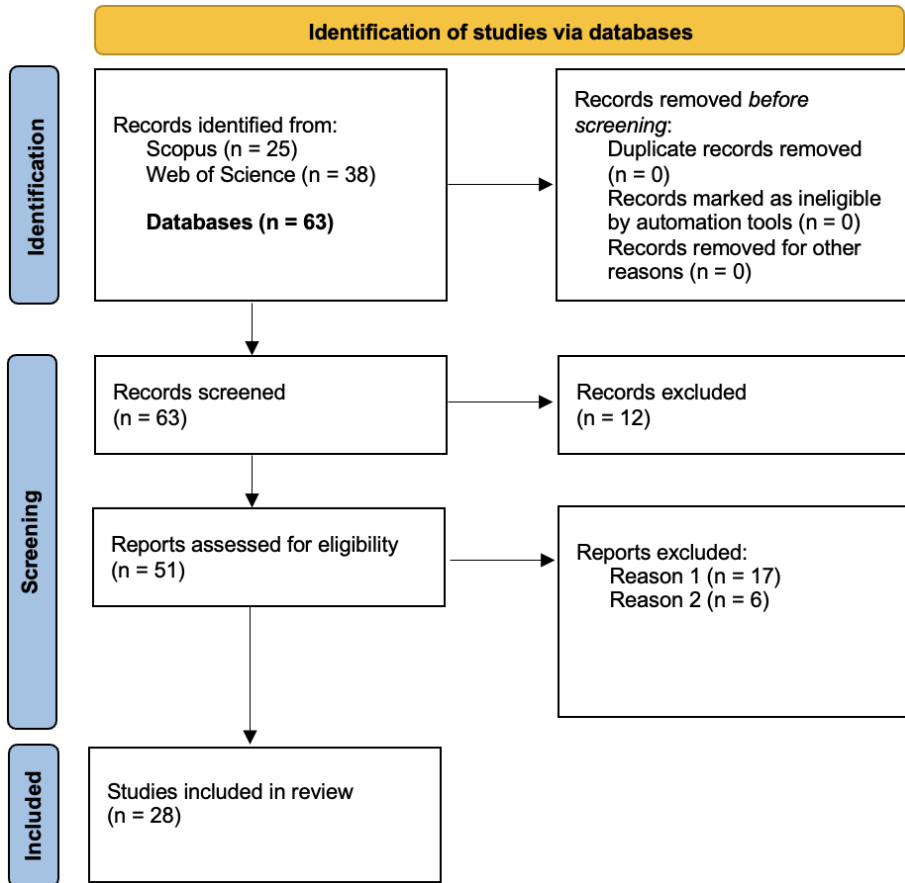 Identification of studies via databases
Identification
Records identified from:
Scopus (n = 25)
Web of Science (n = 38)
Databases (n = 63)
Records removed before
screening:
Duplicate records removed
(n = 0)
Records marked as ineligible
by automation tools (n = 0)
Records removed for other
reasons (n = 0)
Screening
Records screened
(n = 63)
Records excluded
(n = 12)
Reports assessed for eligibility
(n = 51)
Reports excluded:
Reason 1 (n = 17)
Reason 2 (n = 6)
Included
Studies included in review
(n = 28)